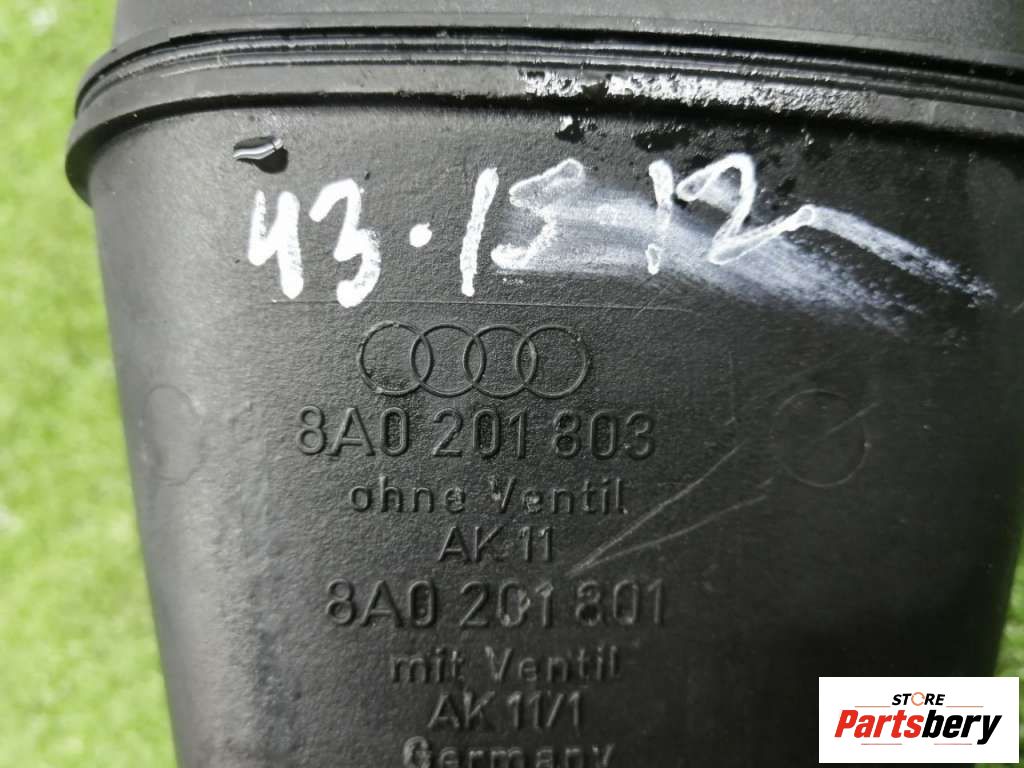 43.15.12
8A0 201 803
ohne Ventil
AK 11
8A0 201 801
mit Ventil
AK 11/1
Germany
STORE
Partsbery